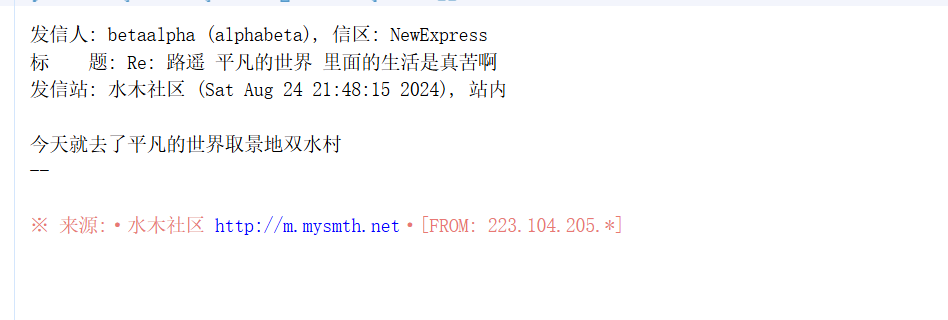 发信人: betaalpha (alphabeta), 信区: NewExpress
标    题: Re: 路遥 平凡的世界 里面的生活是真苦啊
发信站: 水木社区 (Sat Aug 24 21:48:15 2024), 站内
今天就去了平凡的世界取景地双水村
--
※ 来源:·水木社区 http://m.mysmth.net·[FROM: 223.104.205.*]